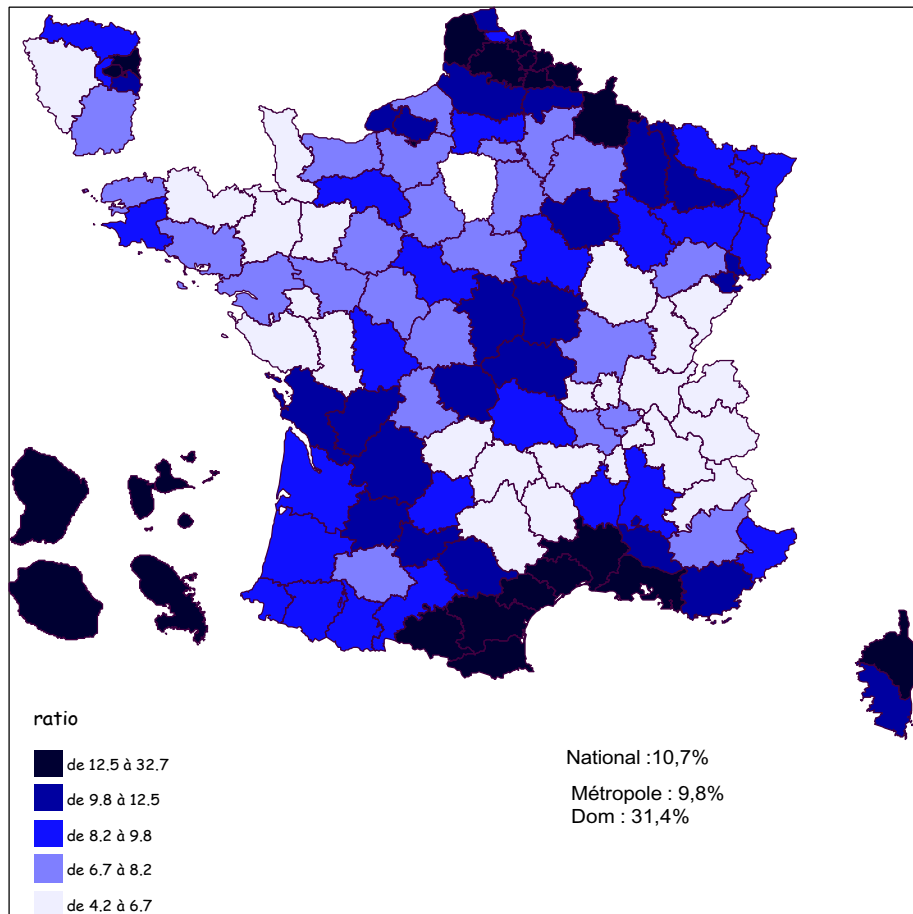 ratio
de 12.5 à 32.7
de 9.8 à 12.5
de 8.2 à 9.8
de 6.7 à 8.2
de 4.2 à 6.7
National :10,7%
Métropole : 9,8%
Dom : 31,4%